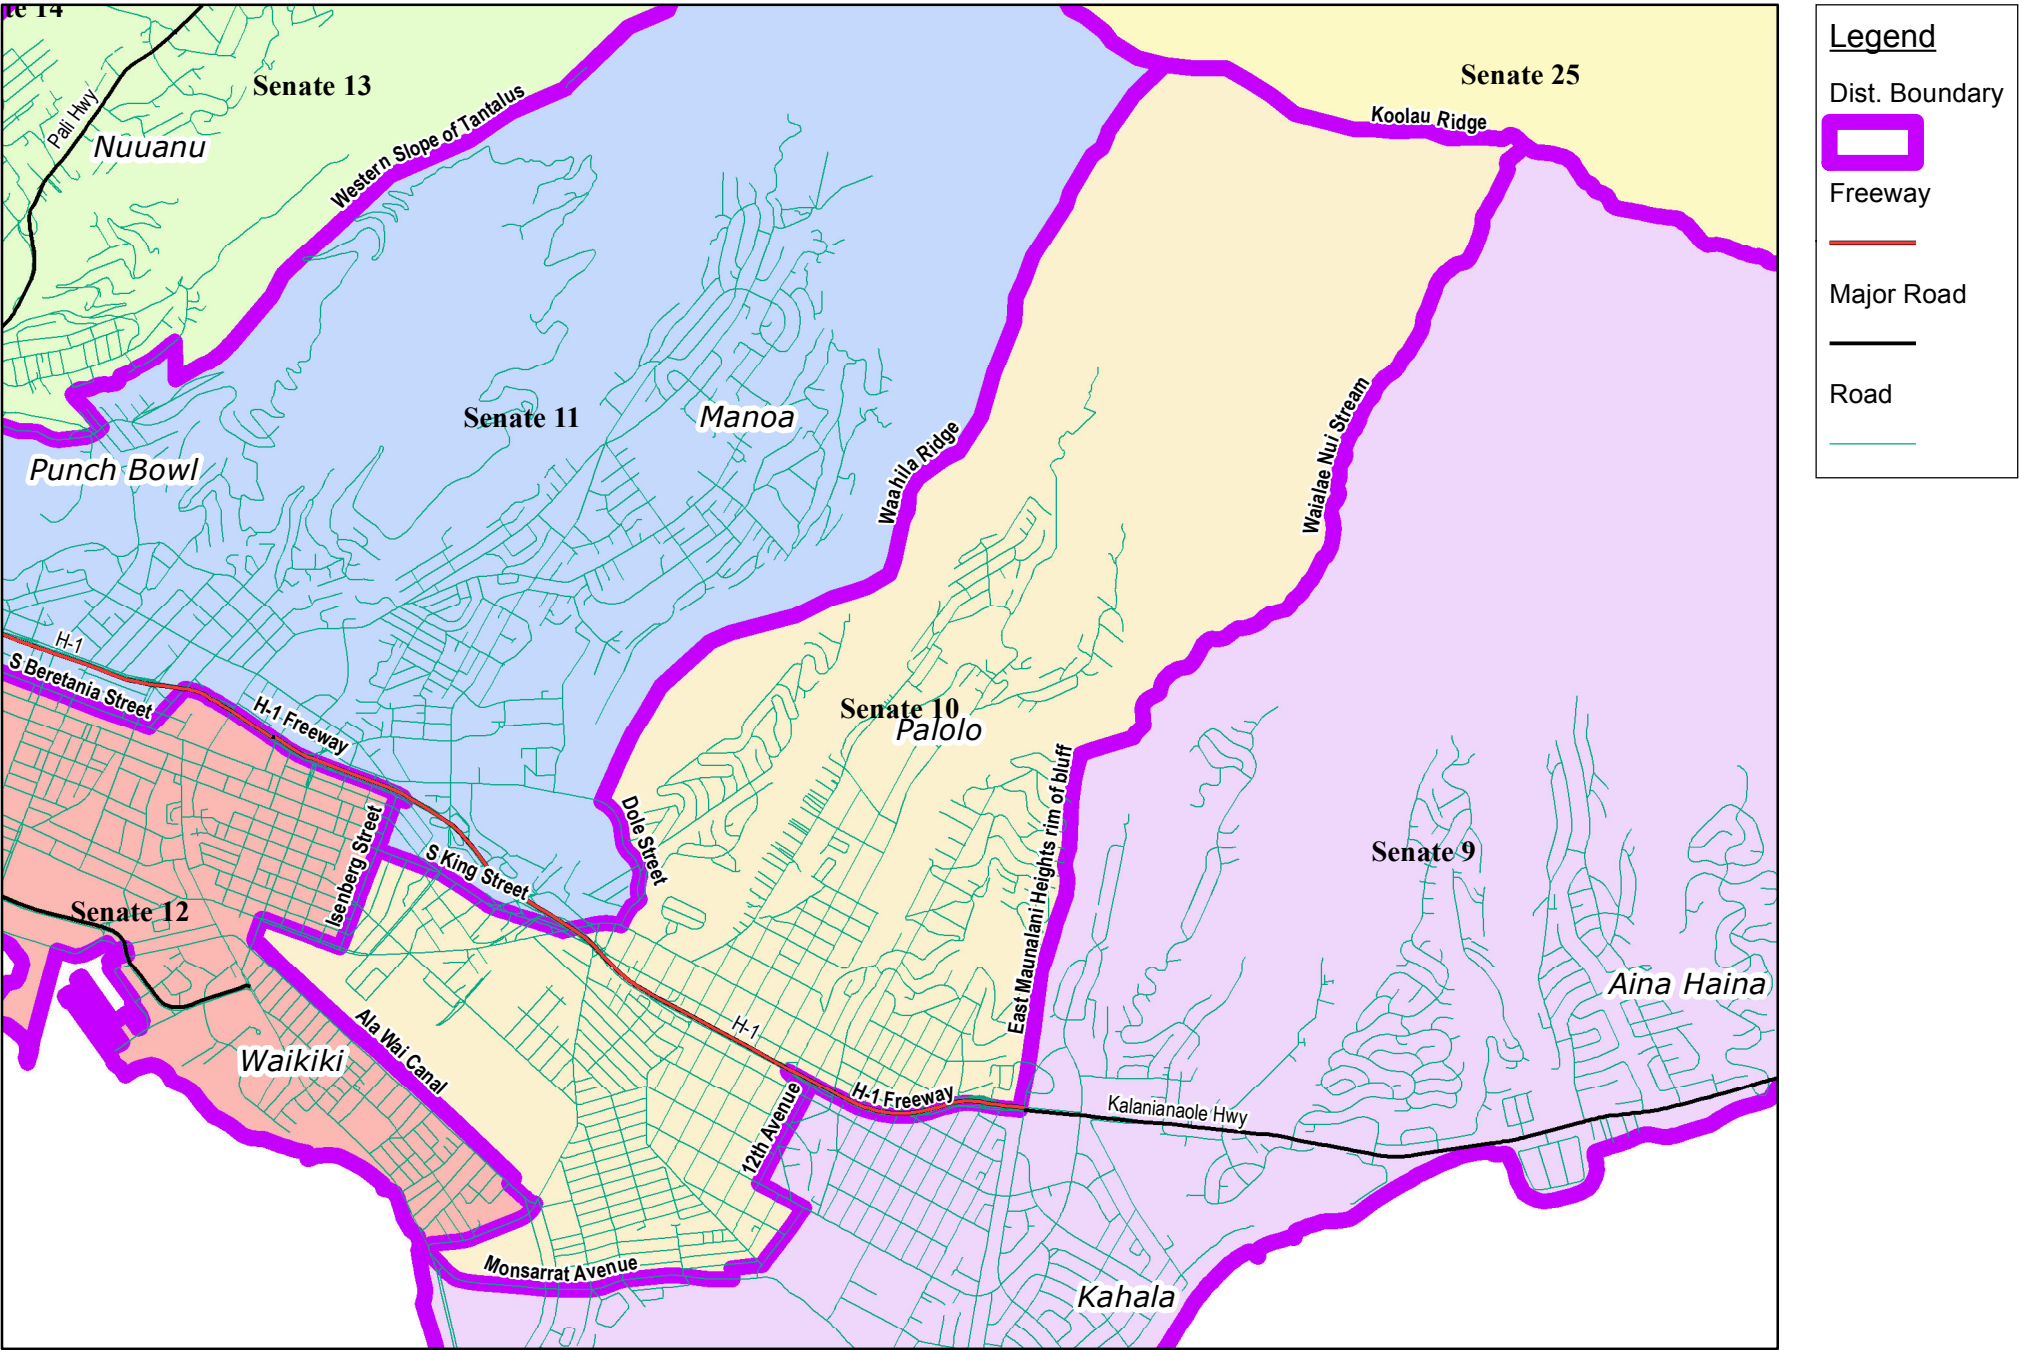 te 14
Senate 13
Senate 25
Pali Hwy
Nuuanu
Western Slope of Tantalus
Koolau Ridge
Senate 11
Manoa
Punch Bowl
Waahila Ridge
Waialae Nui Stream
H-1
S Beretania Street
H-1 Freeway
Senate 10
Palolo
Dole Street
Isenberg Street
S King Street
East Maunalani Heights rim of bluff
Senate 9
Senate 12
Aina Haina
Waikiki
Ala Wai Canal
H-1
H-1 Freeway
12th Avenue
Kalanianaole Hwy
Monsarrat Avenue
Kahala
Legend
Dist. Boundary
Freeway
Major Road
Road